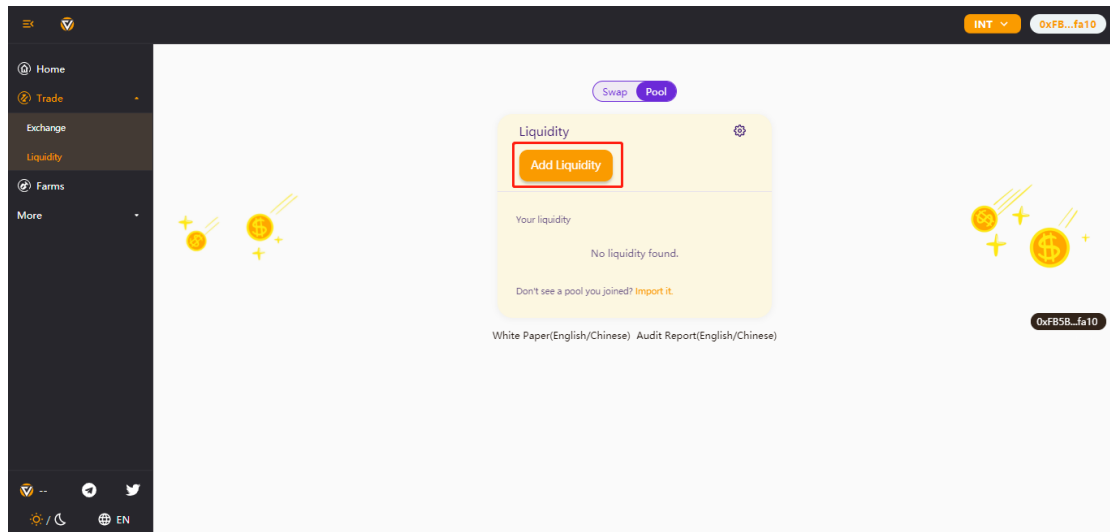 INT
0xFB...fa10
Home
Trade
Exchange
Liquidity
Farms
More
--
/
EN
Swap Pool
Liquidity
Add Liquidity
Your liquidity
No liquidity found.
Don't see a pool you joined? Import it.
White Paper(English/Chinese) Audit Report(English/Chinese)
0xFB5B...fa10